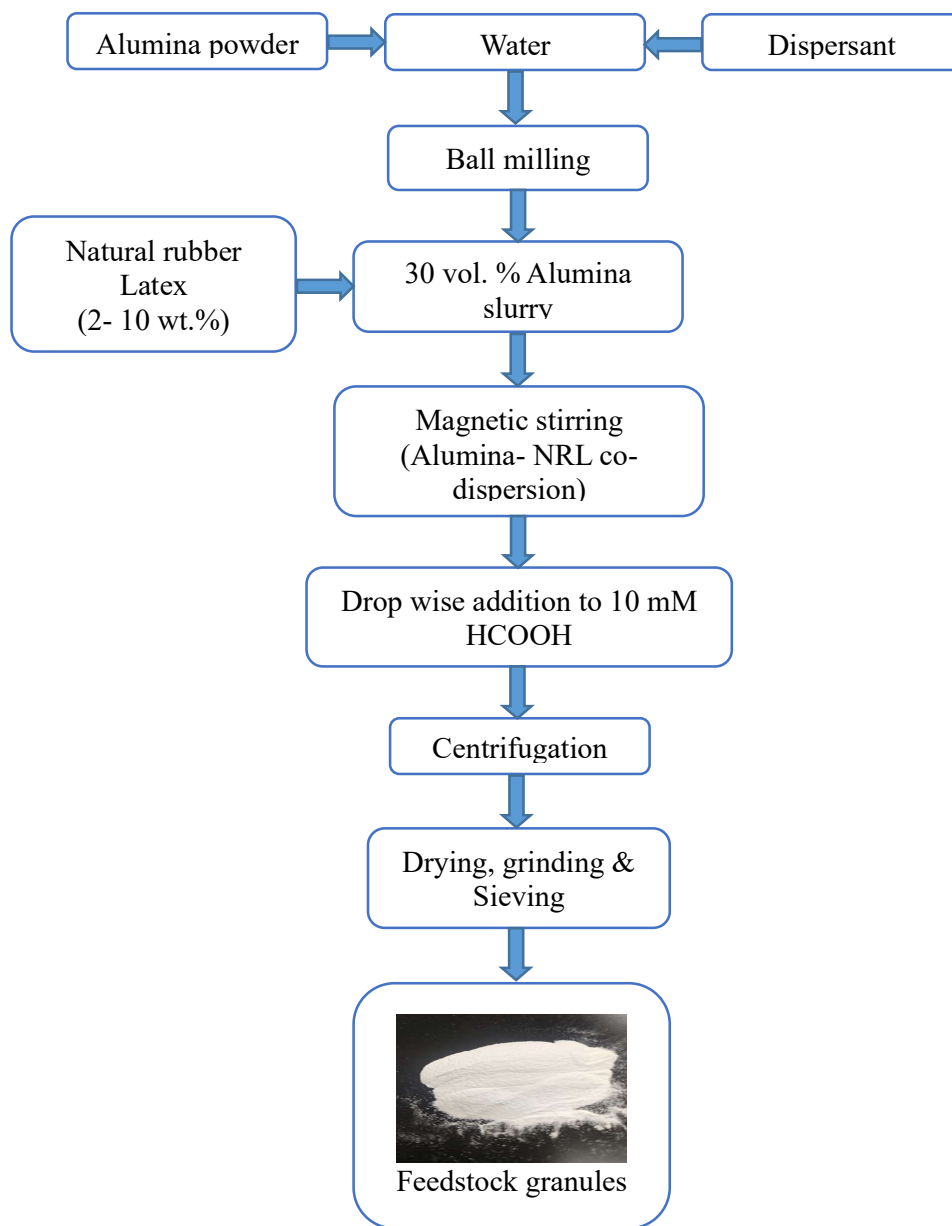 Alumina powder
Water
Dispersant
Ball milling
Natural rubber
Latex
(2- 10 wt.%)
30 vol. % Alumina
slurry
Magnetic stirring
(Alumina- NRL co-
dispersion)
Drop wise addition to 10 mM
HCOOH
Centrifugation
Drying, grinding &
Sieving
Feedstock granules